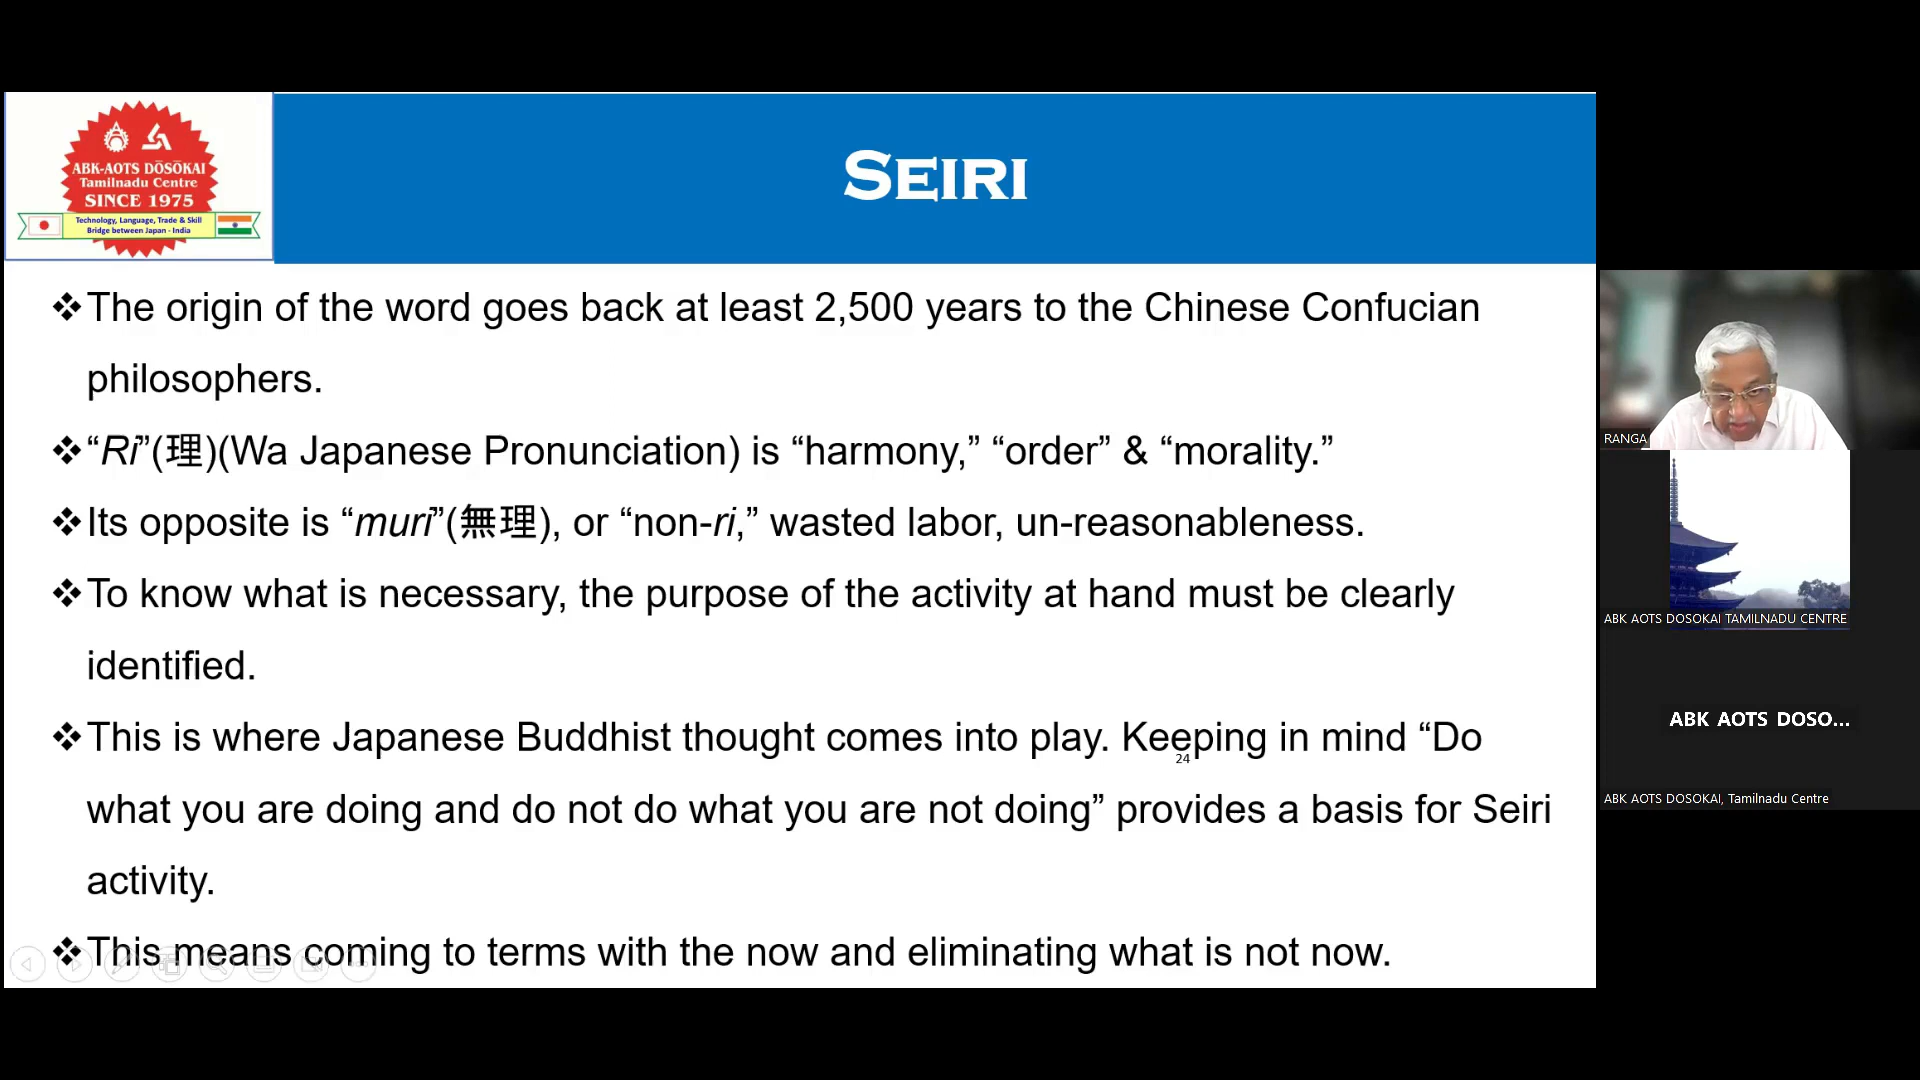 ABK-AOTS DŌSŌKAI
Tamilnadu Centre
SINCE 1975
Technology, Language, Trade & Skill
Bridge between Japan - India
SEIRI
❖The origin of the word goes back at least 2,500 years to the Chinese Confucian
philosophers.
❖“Ri”(理)(Wa Japanese Pronunciation) is “harmony,” “order” & “morality.”
❖Its opposite is “muri”(無理), or “non-ri,” wasted labor, un-reasonableness.
❖To know what is necessary, the purpose of the activity at hand must be clearly
identified.
❖This is where Japanese Buddhist thought comes into play. Keeping in mind “Do
24
what you are doing and do not do what you are not doing” provides a basis for Seiri
activity.
❖This means coming to terms with the now and eliminating what is not now.
RANGA
ABK AOTS DOSOKAI TAMILNADU CENTRE
ABK AOTS DOSO...
ABK AOTS DOSOKAI, Tamilnadu Centre